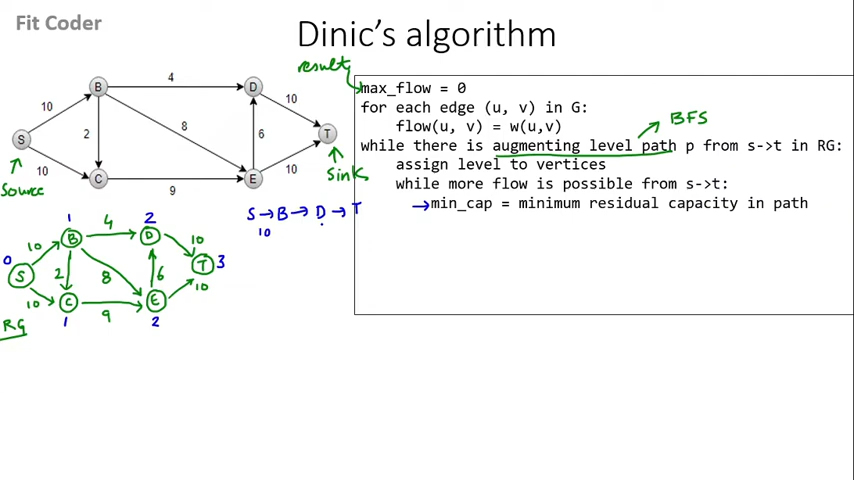 Fit Coder
Dinic's algorithm
result
max_flow = 0
for each edge (u, v) in G:
flow(u, v) = w(u,v)
while there is augmenting level path p from s->t in RG:
assign level to vertices
while more flow is possible from s->t:
min_cap = minimum residual capacity in path
BFS
B
4
D
10
10
S
2
8
6
T
10
C
9
E
10
Source
Sinks
S→B→D→T
10
1
4
2
B
D
10
10
0
S
2
8
6
T
3
10
10
C
9
E
1
2
RG